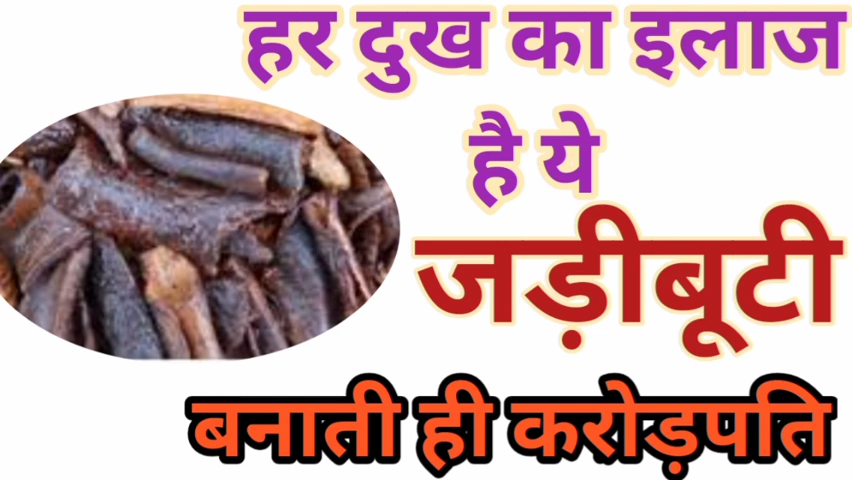 हर दुख का इलाज
है ये
जड़ीबूटी
बनाती ही करोड़पति